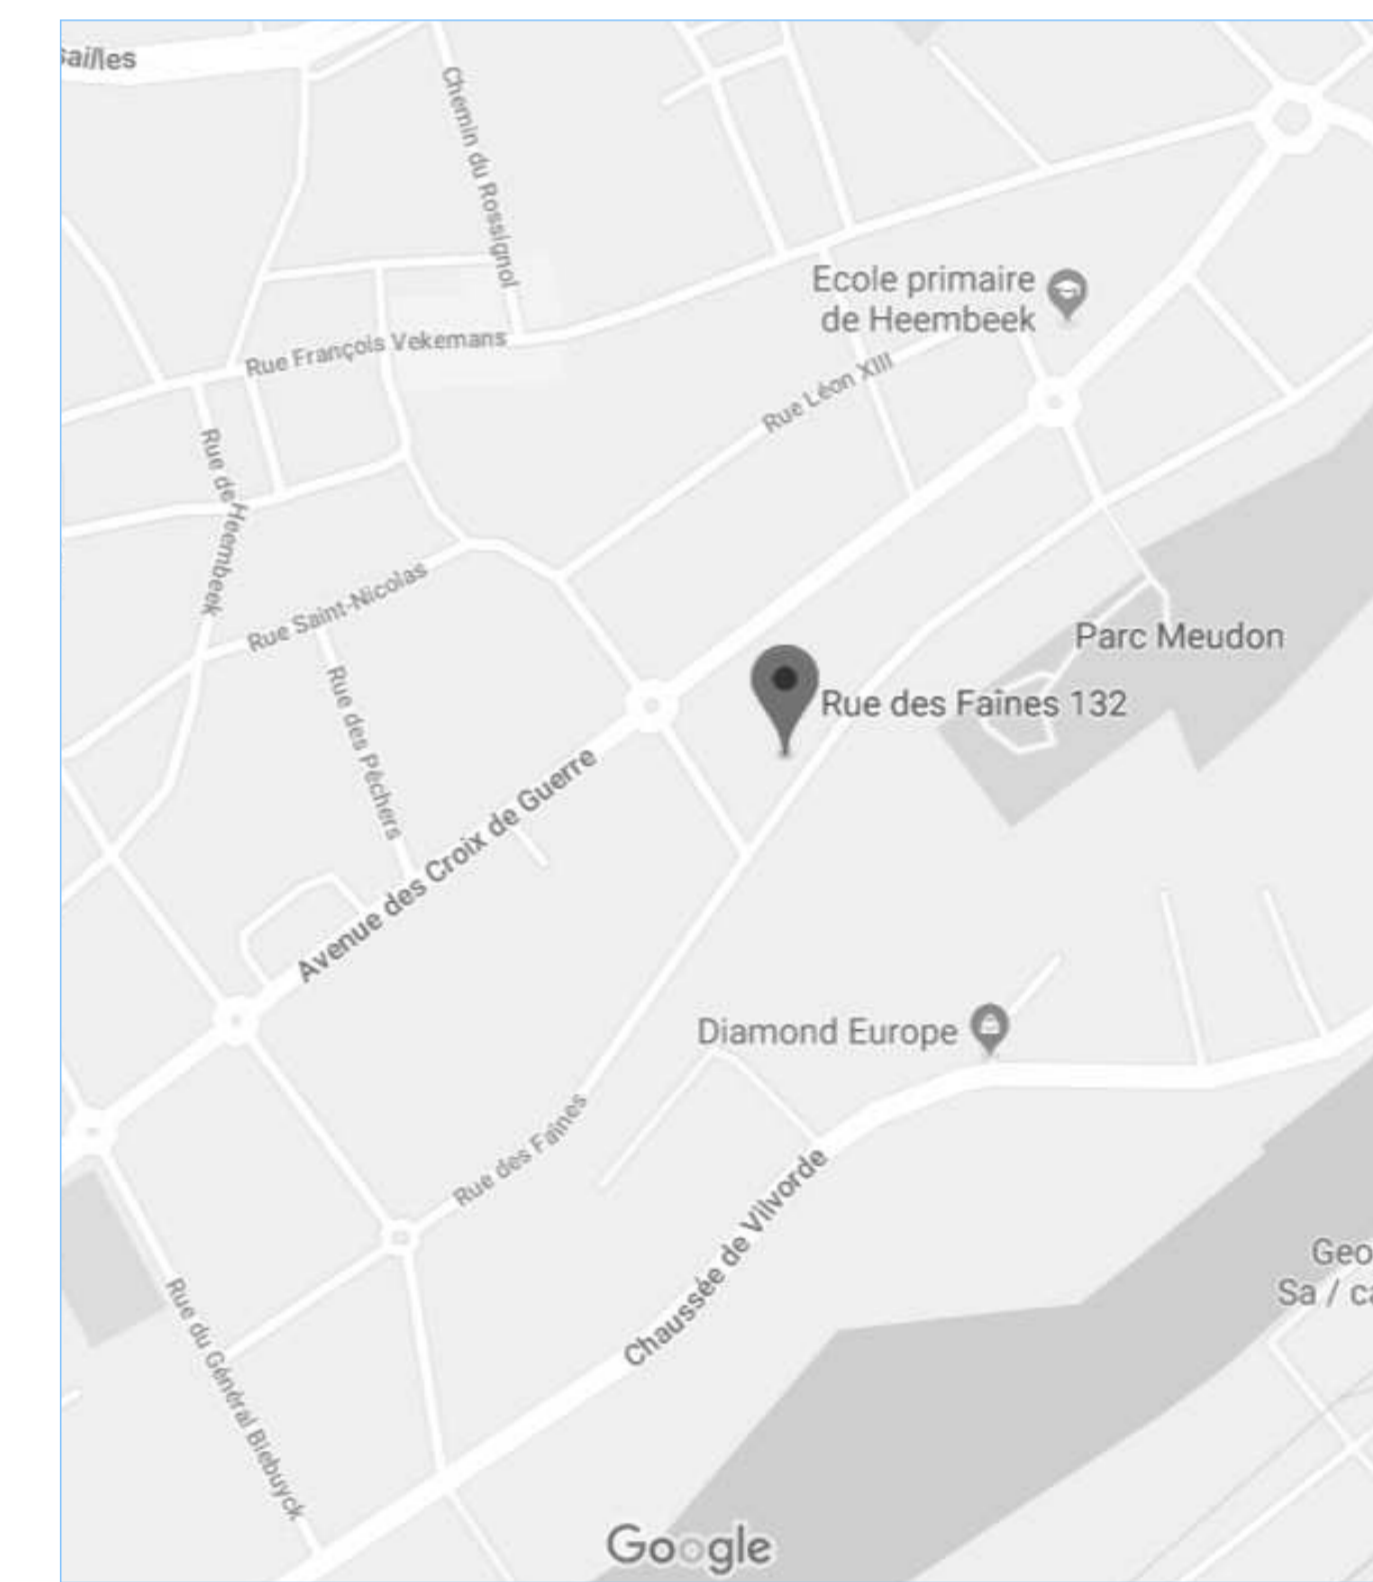 sailles
Chemin du Rossignol
Ecole primaire
de Heembeek
Rue François Vekemans
Rue Léon XIII
Rue de Heembeek
Rue Saint-Nicolas
Parc Meudon
Rue des Pêchers
Rue des Faînes 132
Avenue des Croix de Guerre
Diamond Europe
Rue des Faînes
Chaussée de Vilvorde
Geo
Sa / ca
Rue du Général Biebuyck
Google